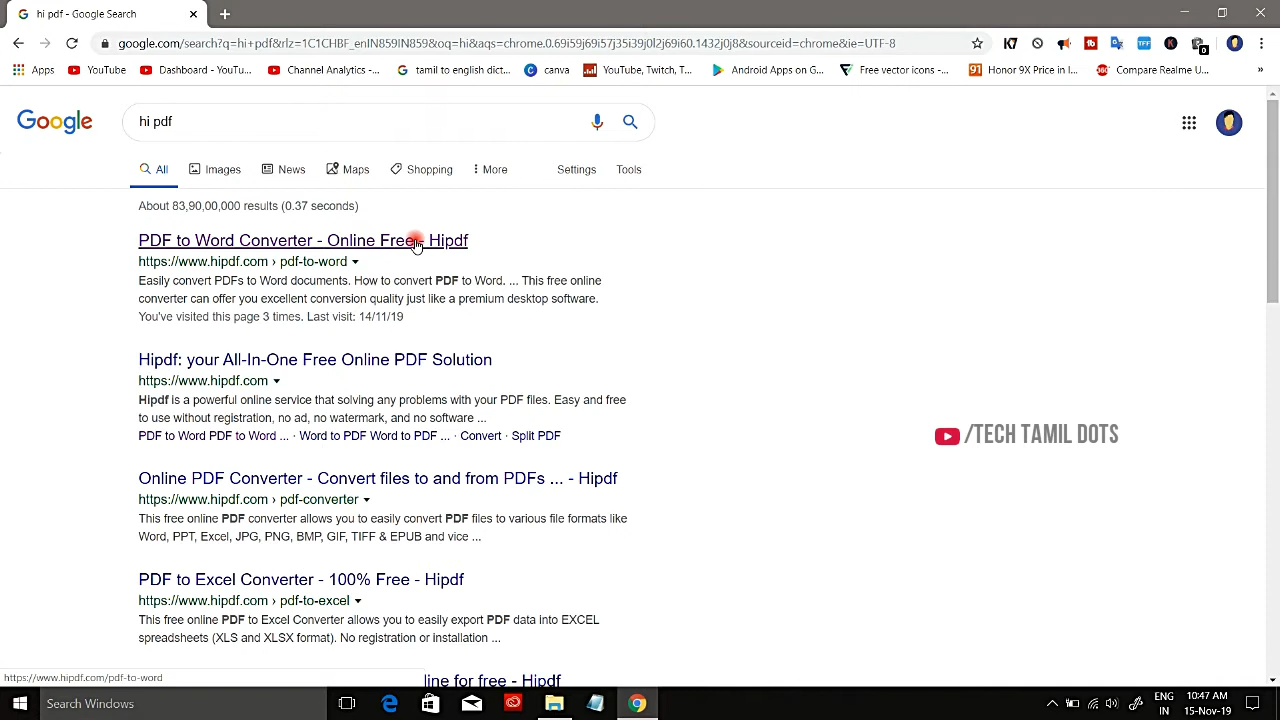 hi pdf - Google Search
google.com/search?q=hi+pdf&rlz=1C1CHBF_enIN859IN859&oq=hi&aqs=chrome.0.69i59j69i57j35i39j0l2j69i60.1432j0j8&sourceid=chrome&ie=UTF-8
Apps YouTube Dashboard - YouTu... Channel Analytic -... tamil to english dict... canva YouTube, Twitch, T... Android Apps on G... Free vector icons -... Honor 9X Price in I... Compare Realme U... »
Google
hi pdf
All Images News Maps Shopping More Settings Tools
About 83,90,00,000 results (0.37 seconds)
PDF to Word Converter - Online Free - Hipdf
https://www.hipdf.com › pdf-to-word
Easily convert PDFs to Word documents. How to convert PDF to Word. ... This free online
converter can offer you excellent conversion quality just like a premium desktop software.
You've visited this page 3 times. Last visit: 14/11/19
Hipdf: your All-In-One Free Online PDF Solution
https://www.hipdf.com
Hipdf is a powerful online service that solving any problems with your PDF files. Easy and free
to use without registration, no ad, no watermark, and no software ...
PDF to Word PDF to Word ... · Word to PDF Word to PDF ... · Convert · Split PDF
/TECH TAMIL DOTS
Online PDF Converter - Convert files to and from PDFs ... - Hipdf
https://www.hipdf.com › pdf-converter
This free online PDF converter allows you to easily convert PDF files to various file formats like
Word, PPT, Excel, JPG, PNG, BMP, GIF, TIFF & EPUB and vice ...
PDF to Excel Converter - 100% Free - Hipdf
https://www.hipdf.com › pdf-to-excel
This free online PDF to Excel Converter allows you to easily export PDF data into EXCEL
spreadsheets (XLS and XLSX format). No registration or installation ...
line for free - Hipdf
https://www.hipdf.com/pdf-to-word
Search Windows
ENG 10:47 AM
IN 15-Nov-19